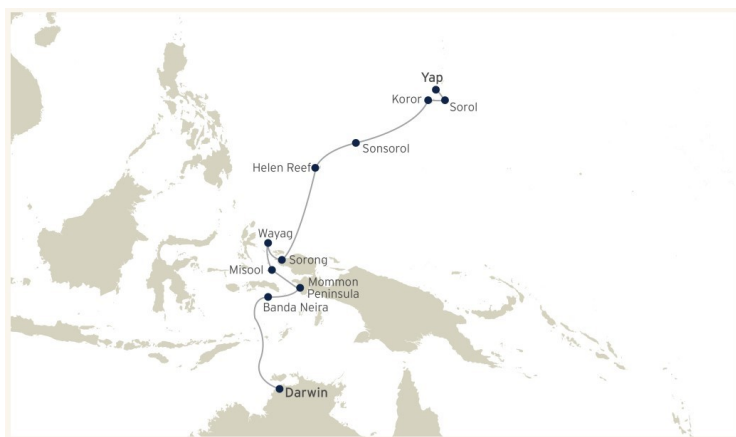 Yap
Koror
Sorol
Sonsorol
Helen Reef
Wayag
Sorong
Misool
Mommon
Peninsula
Banda Neira
Darwin